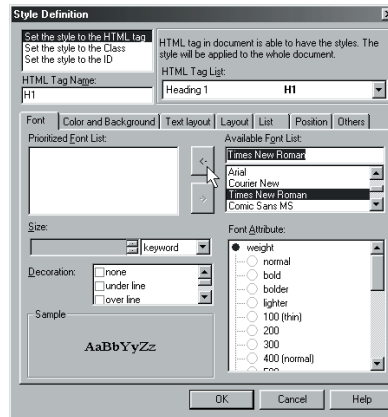 Style Definition
Set the style to the HTML tag
Set the style to the Class
Set the style to the ID
HTML tag in document is able to have the styles. The
style will be applied to the whole document.
HTML Tag Name:
H1
HTML Tag List:
Heading 1 H1
Font Color and Background Text layout Layout List Position Others
Prioritized Font List:
Available Font List:
Times New Roman
Arial
Courier New
Times New Roman
Comic Sans MS
<-
->
Size:
keyword
Decoration:
none
under line
over line
Sample
AaBbYyZz
Font Attribute:
weight
normal
bold
bolder
lighter
100 (thin)
200
300
400 (normal)
500
OK Cancel Help